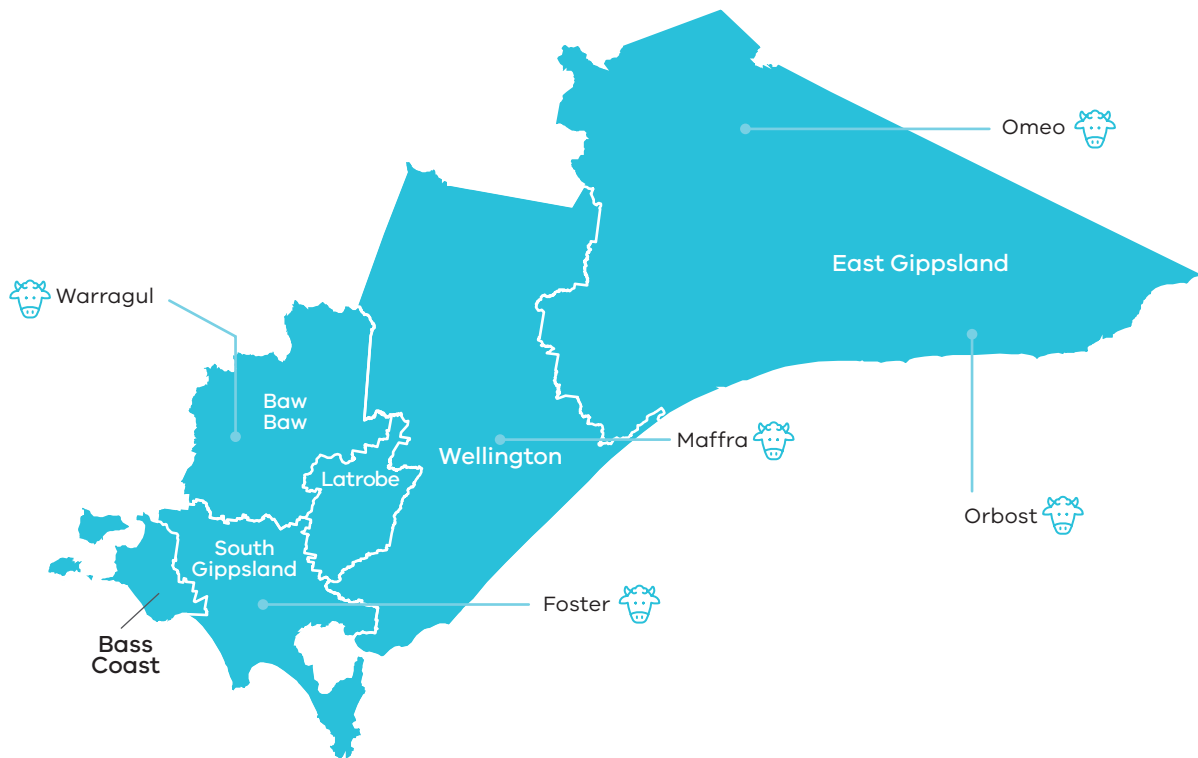 Omeo
East Gippsland
Warragul
Baw
Baw
Maffra
Wellington
Latrobe
Orbost
South
Gippsland
Foster
Bass
Coast